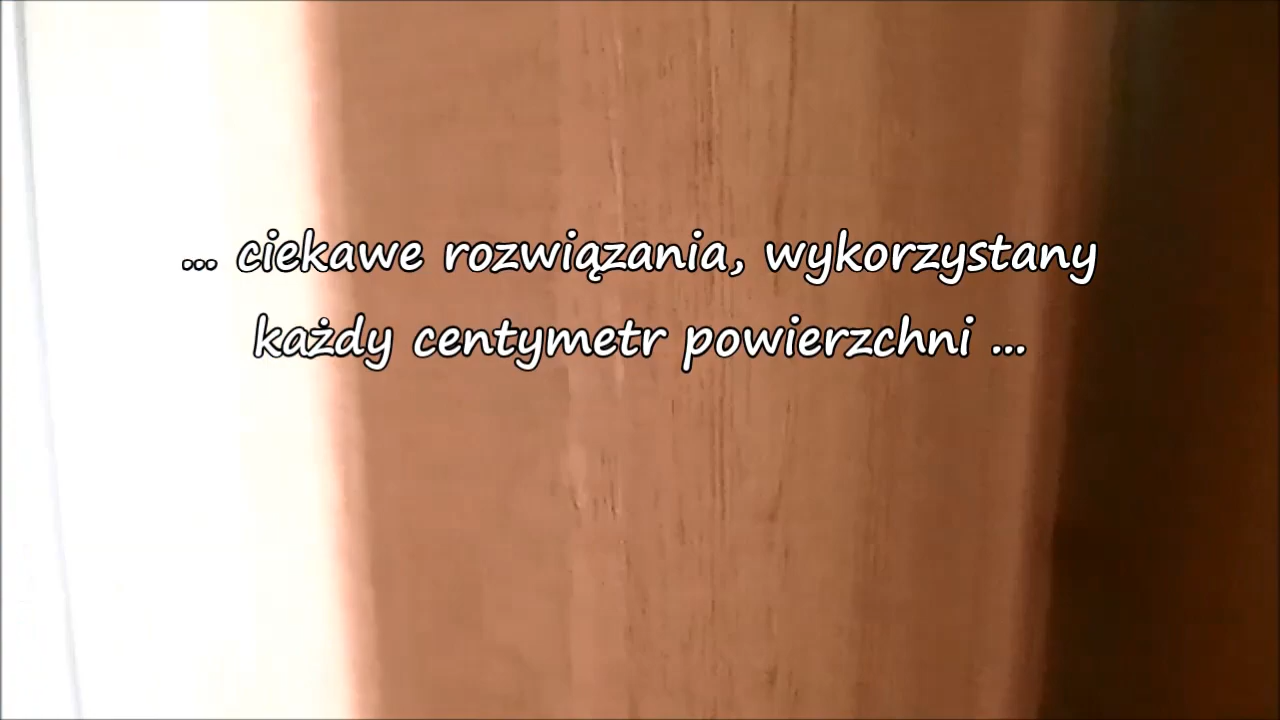 ... ciekawe rozwiązania, wykorzystany
każdy centymetr powierzchni ...